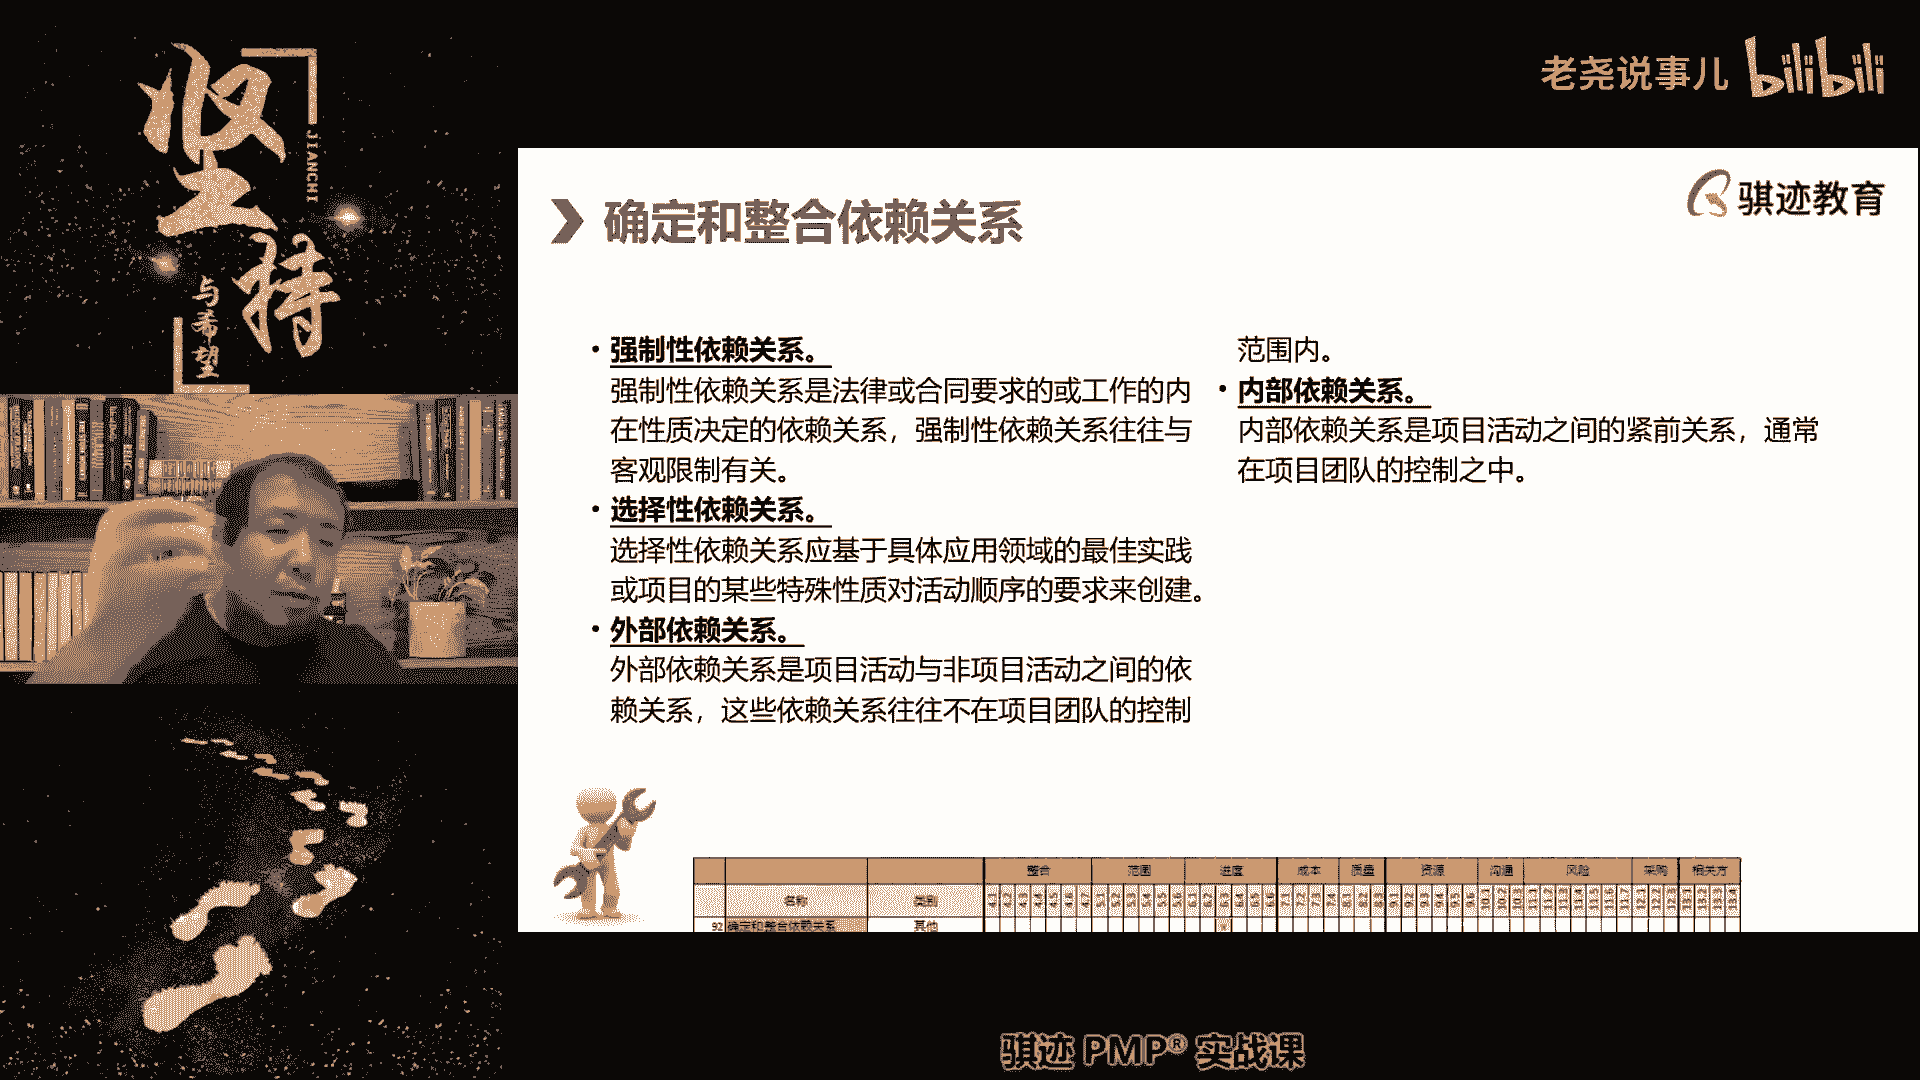 坚持
JIANCHI
与希望
老尧说事儿 bilibili
骐迹教育
确定和整合依赖关系
• 强制性依赖关系。
强制性依赖关系是法律或合同要求的或工作的内
在性质决定的依赖关系，强制性依赖关系往往与
客观限制有关。
• 选择性依赖关系。
选择性依赖关系应基于具体应用领域的最佳实践
或项目的某些特殊性质对活动顺序的要求来创建。
• 外部依赖关系。
外部依赖关系是项目活动与非项目活动之间的依
赖关系，这些依赖关系往往不在项目团队的控制
范围内。
• 内部依赖关系。
内部依赖关系是项目活动之间的紧前关系，通常
在项目团队的控制之中。
整合 范围 进度 成本 质量 资源 沟通 风险 采购 相关方
名称 类别
92 确定和整合依赖关系 其他
骐迹 PMP® 实战课